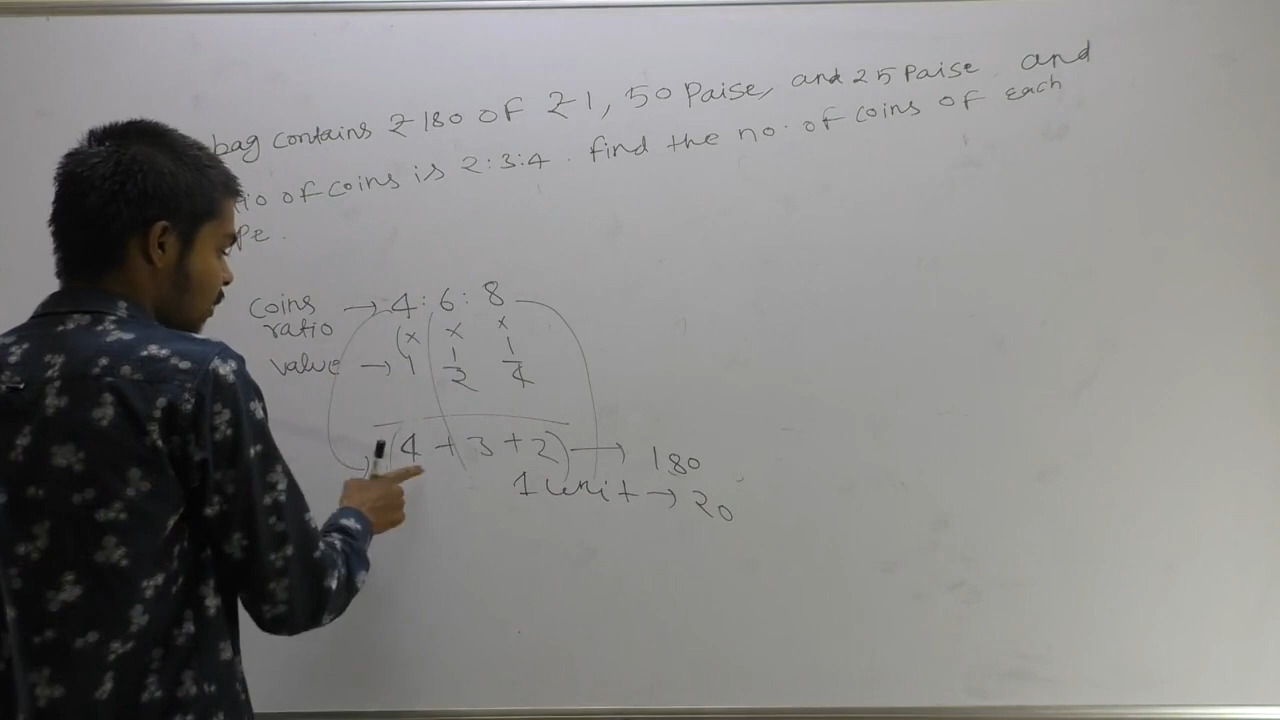 bag contains ₹180 of ₹1, 50 Paise, and 25 Paise and
tio of coins is 2:3:4. find the no. of coins of each
pe.
Coins ratio → 4 : 6 : 8
× × ×
value → 1 1/2 1/4
(4 + 3 + 2) → 180
1 unit → 20